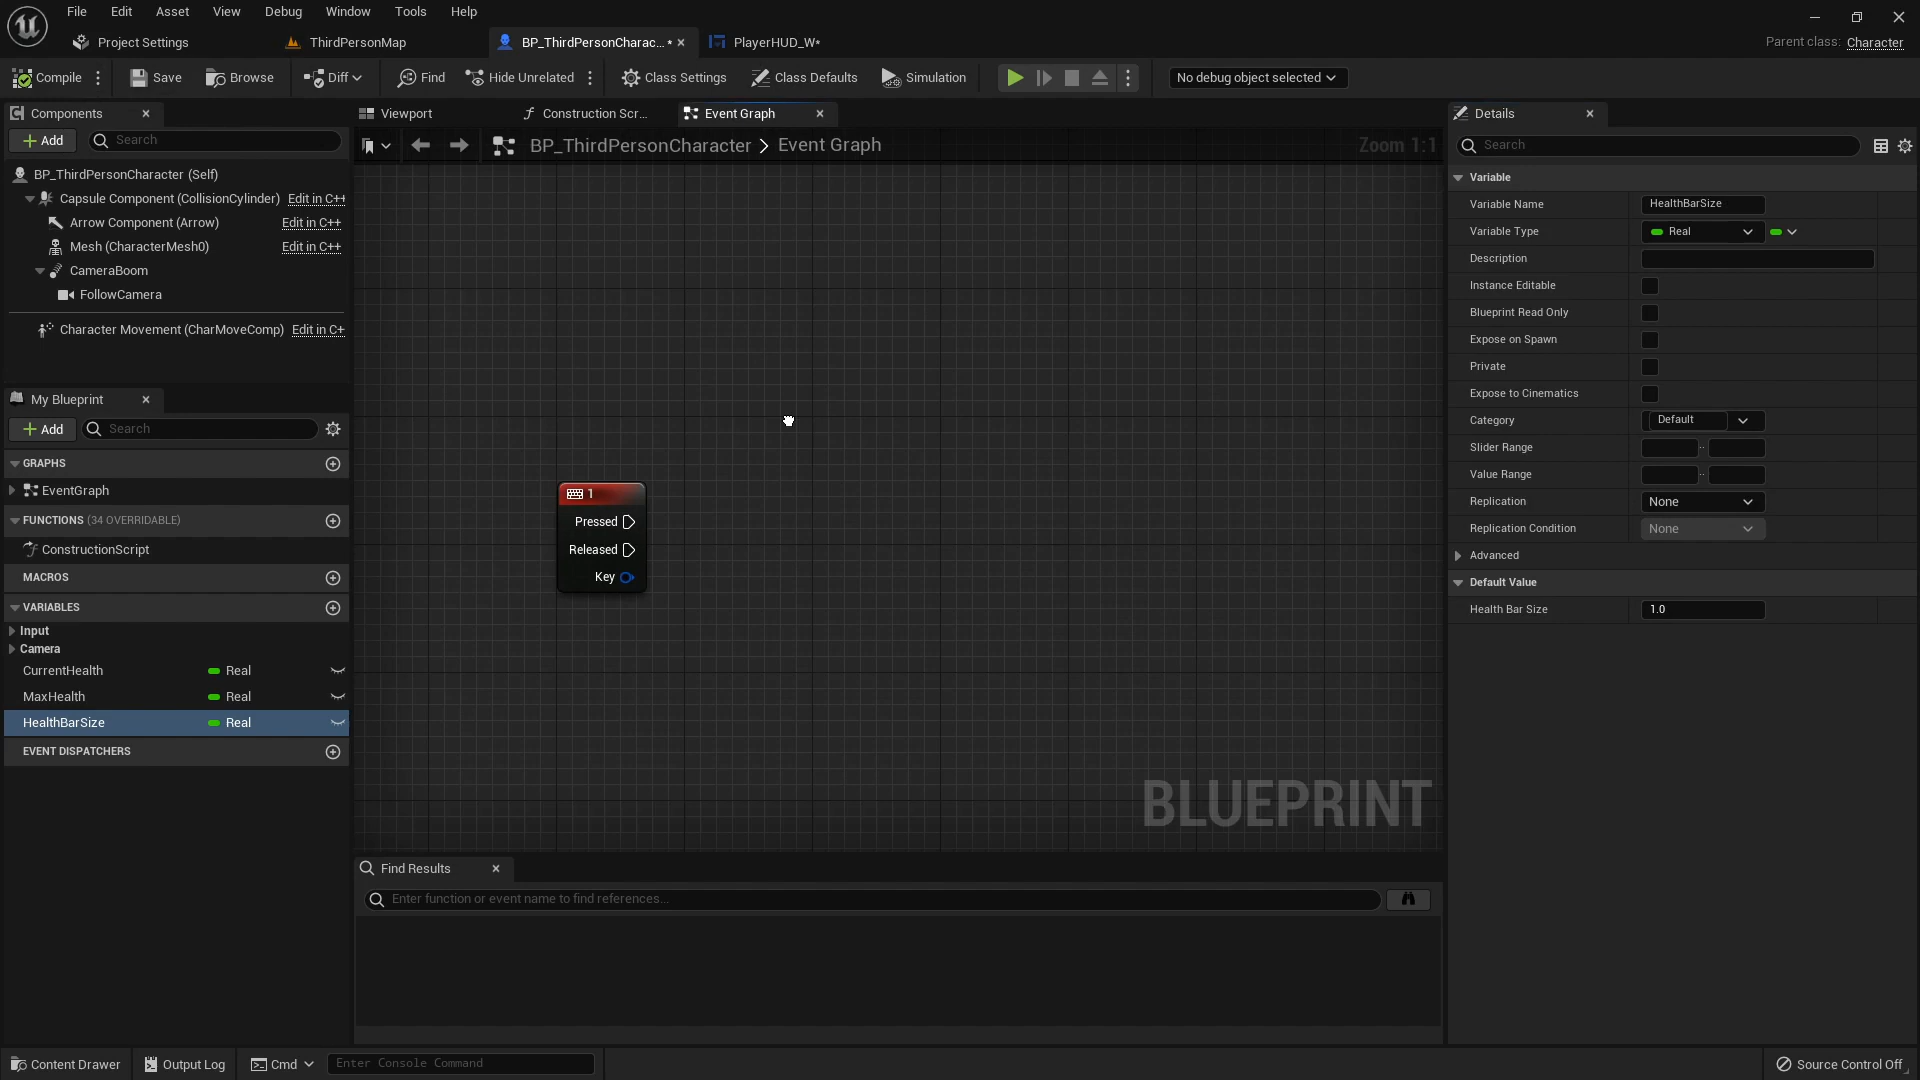 File Edit Asset View Debug Window Tools Help
Project Settings ThirdPersonMap BP_ThirdPersonCharac... * PlayerHUD_W* Parent class: Character
Compile Save Browse Diff Find Hide Unrelated Class Settings Class Defaults Simulation No debug object selected
Components Viewport Construction Scr... Event Graph Details
Add Search BP_ThirdPersonCharacter > Event Graph Zoom 1:1 Search
BP_ThirdPersonCharacter (Self)
Capsule Component (CollisionCylinder) Edit in C++
Arrow Component (Arrow) Edit in C++
Mesh (CharacterMesh0) Edit in C++
CameraBoom
FollowCamera
Character Movement (CharMoveComp) Edit in C+
My Blueprint
Add Search
GRAPHS
EventGraph
FUNCTIONS (34 OVERRIDABLE)
ConstructionScript
MACROS
VARIABLES
Input
Camera
CurrentHealth Real
MaxHealth Real
HealthBarSize Real
EVENT DISPATCHERS
1
Pressed
Released
Key
BLUEPRINT
Find Results
Enter function or event name to find references...
Variable
Variable Name HealthBarSize
Variable Type Real
Description
Instance Editable
Blueprint Read Only
Expose on Spawn
Private
Expose to Cinematics
Category Default
Slider Range
Value Range
Replication None
Replication Condition None
Advanced
Default Value
Health Bar Size 1.0
Content Drawer Output Log Cmd Enter Console Command Source Control Off